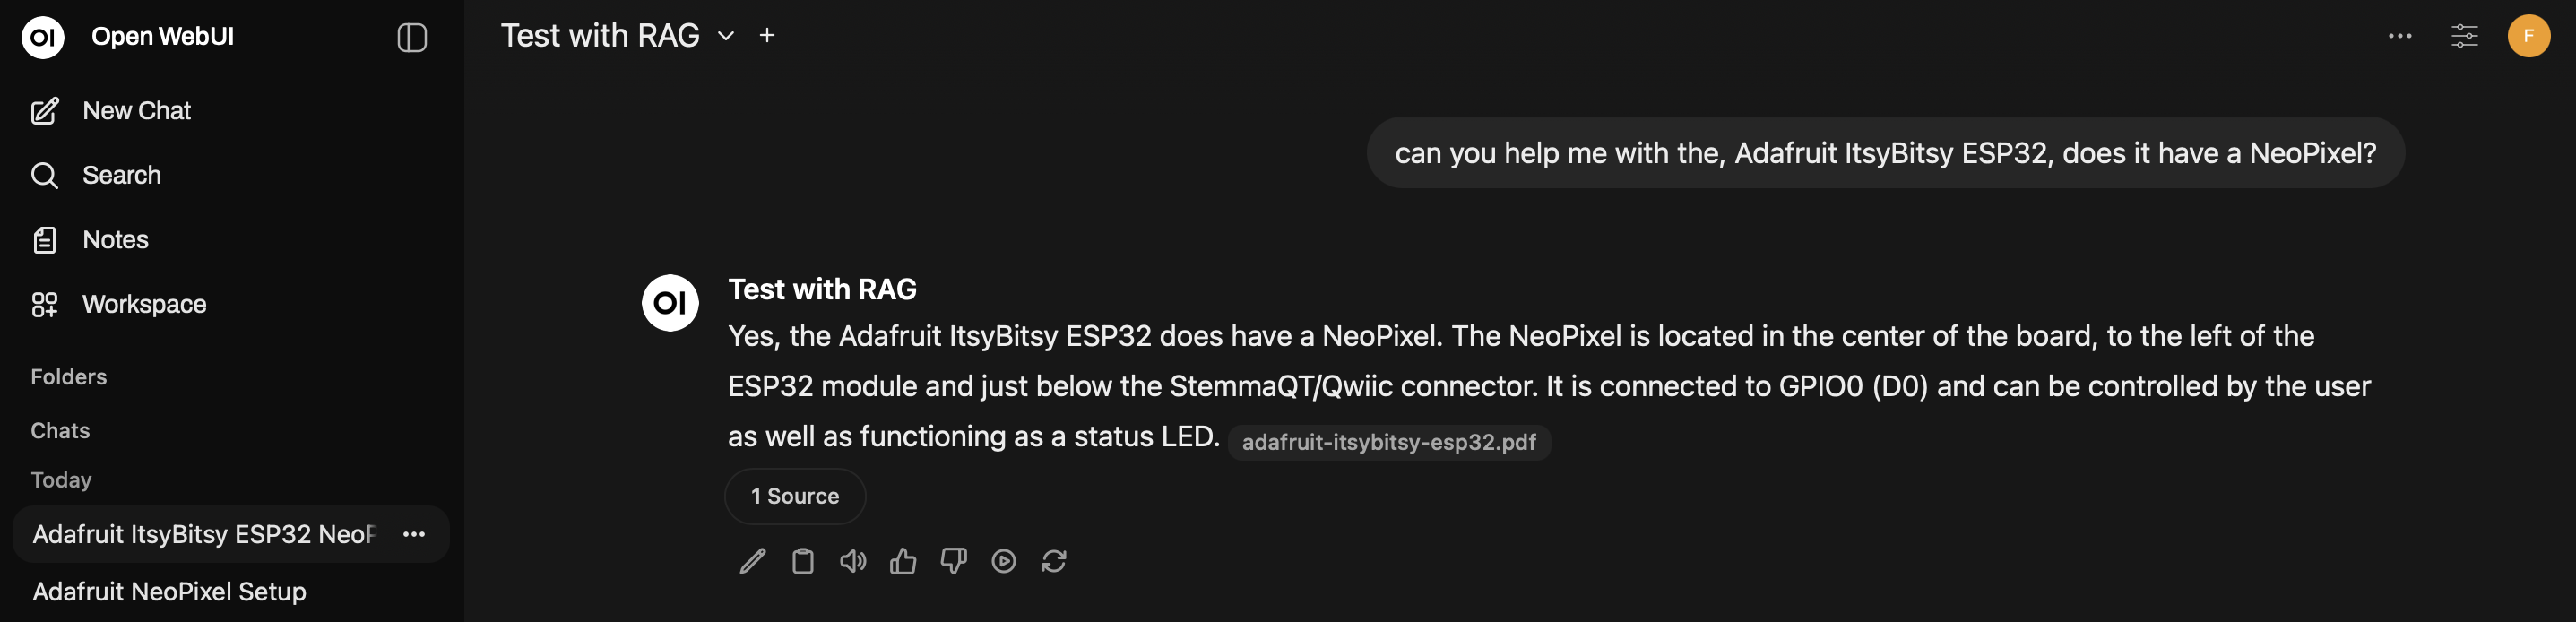 OI Open WebUI
New Chat
Search
Notes
Workspace
Folders
Chats
Today
Adafruit ItsyBitsy ESP32 NeoP
Adafruit NeoPixel Setup
Test with RAG
F
can you help me with the, Adafruit ItsyBitsy ESP32, does it have a NeoPixel?
OI
Test with RAG
Yes, the Adafruit ItsyBitsy ESP32 does have a NeoPixel. The NeoPixel is located in the center of the board, to the left of the
ESP32 module and just below the StemmaQT/Qwiic connector. It is connected to GPIO0 (D0) and can be controlled by the user
as well as functioning as a status LED. adafruit-itsybitsy-esp32.pdf
1 Source